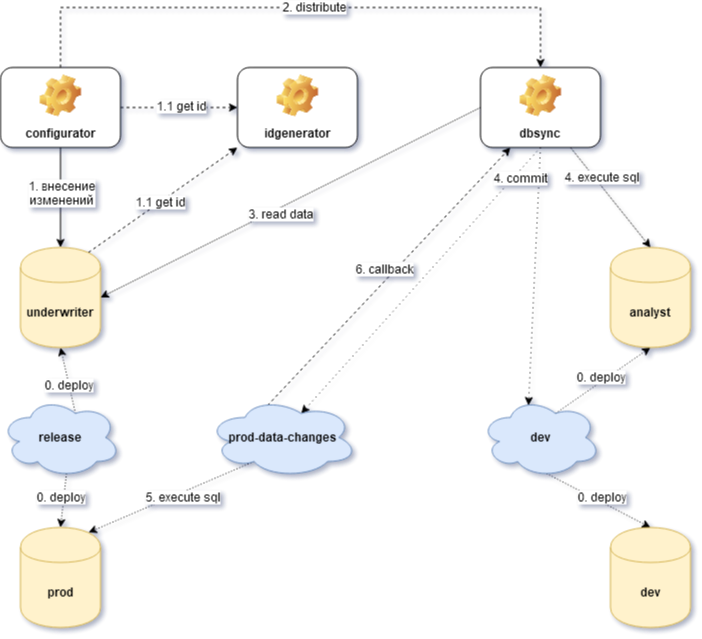 2. distribute
configurator
1.1 get id
idgenerator
dbsync
1. внесение
изменений
1.1 get id
3. read data
4. commit
4. execute sql
6. callback
underwriter
analyst
0. deploy
0. deploy
release
prod-data-changes
dev
0. deploy
5. execute sql
0. deploy
prod
dev